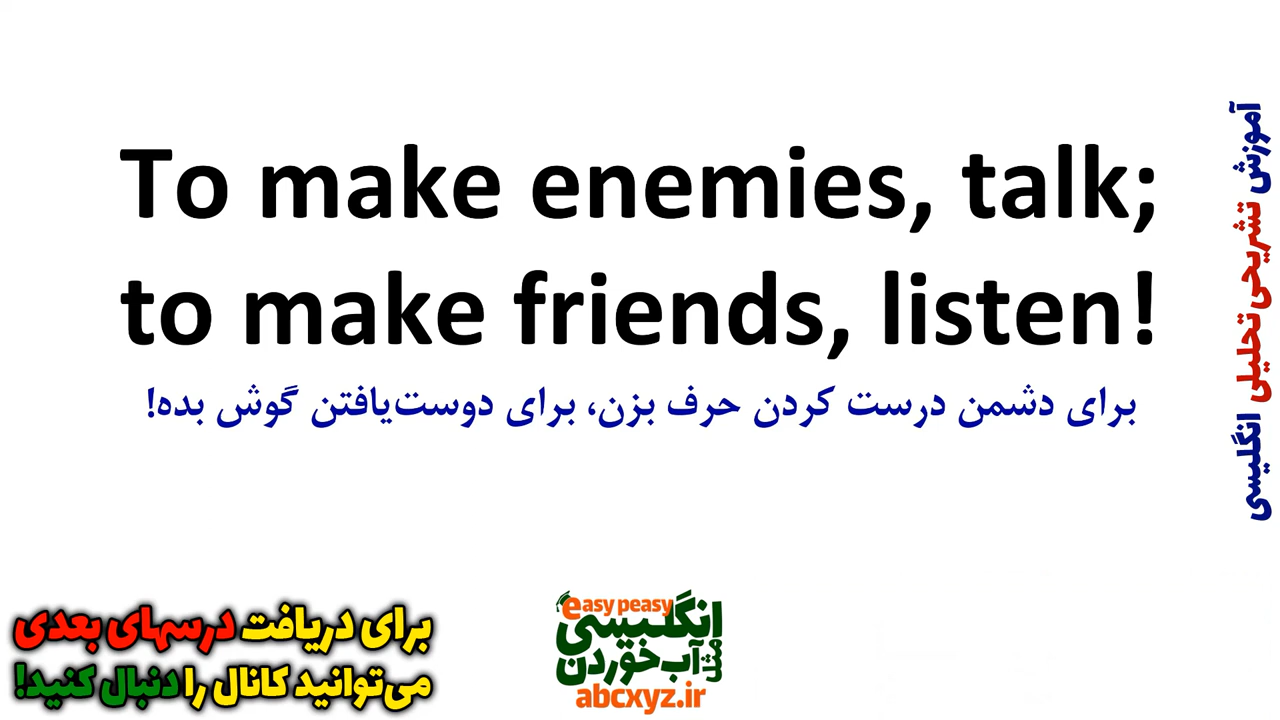 To make enemies, talk;
to make friends, listen!
برای دشمن درست کردن حرف بزن، برای دوست‌یافتن گوش بده!
آموزش تشریحی‌تحلیلی انگلیسی
برای دریافت درسهای بعدی
می‌توانید کانال را دنبال کنید!
easy peasy
انگلیسی
مثل آب خوردن
abcxyz.ir